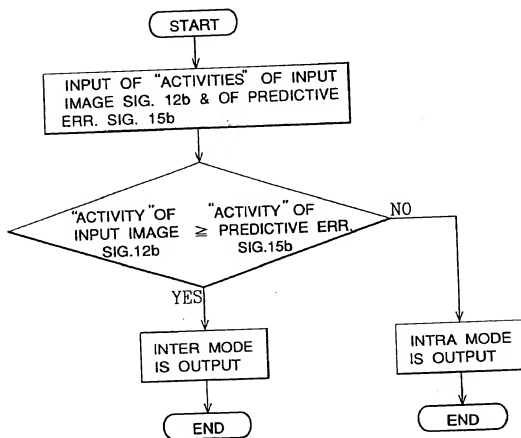 START
INPUT OF "ACTIVITIES" OF INPUT
IMAGE SIG. 12b & OF PREDICTIVE
ERR. SIG. 15b
"ACTIVITY" OF
INPUT IMAGE
SIG.12b
≧
"ACTIVITY" OF
PREDICTIVE ERR.
SIG.15b
NO
YES
INTER MODE
IS OUTPUT
INTRA MODE
IS OUTPUT
END
END